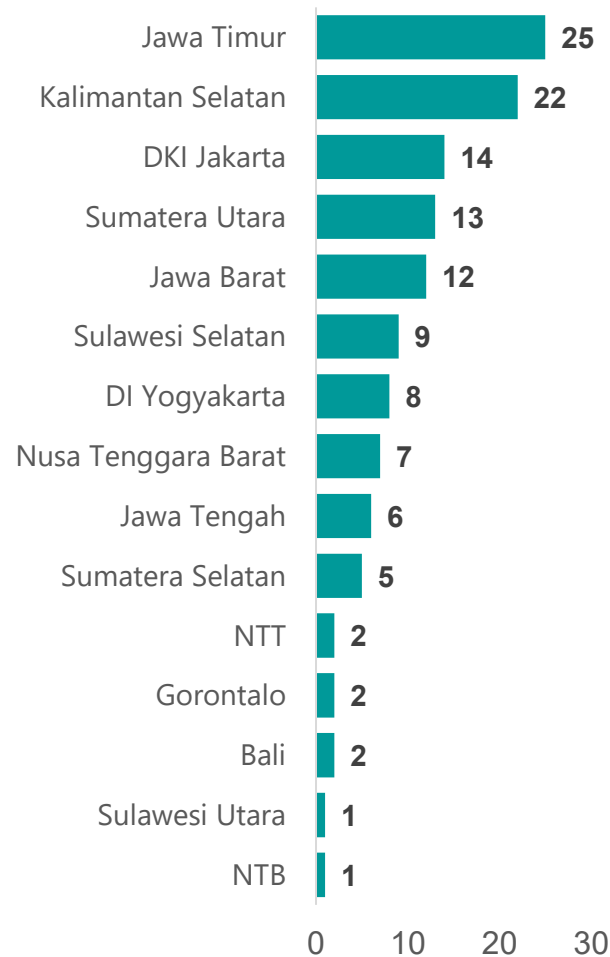 Jawa Timur 25
Kalimantan Selatan 22
DKI Jakarta 14
Sumatera Utara 13
Jawa Barat 12
Sulawesi Selatan 9
DI Yogyakarta 8
Nusa Tenggara Barat 7
Jawa Tengah 6
Sumatera Selatan 5
NTT 2
Gorontalo 2
Bali 2
Sulawesi Utara 1
NTB 1
0 10 20 30